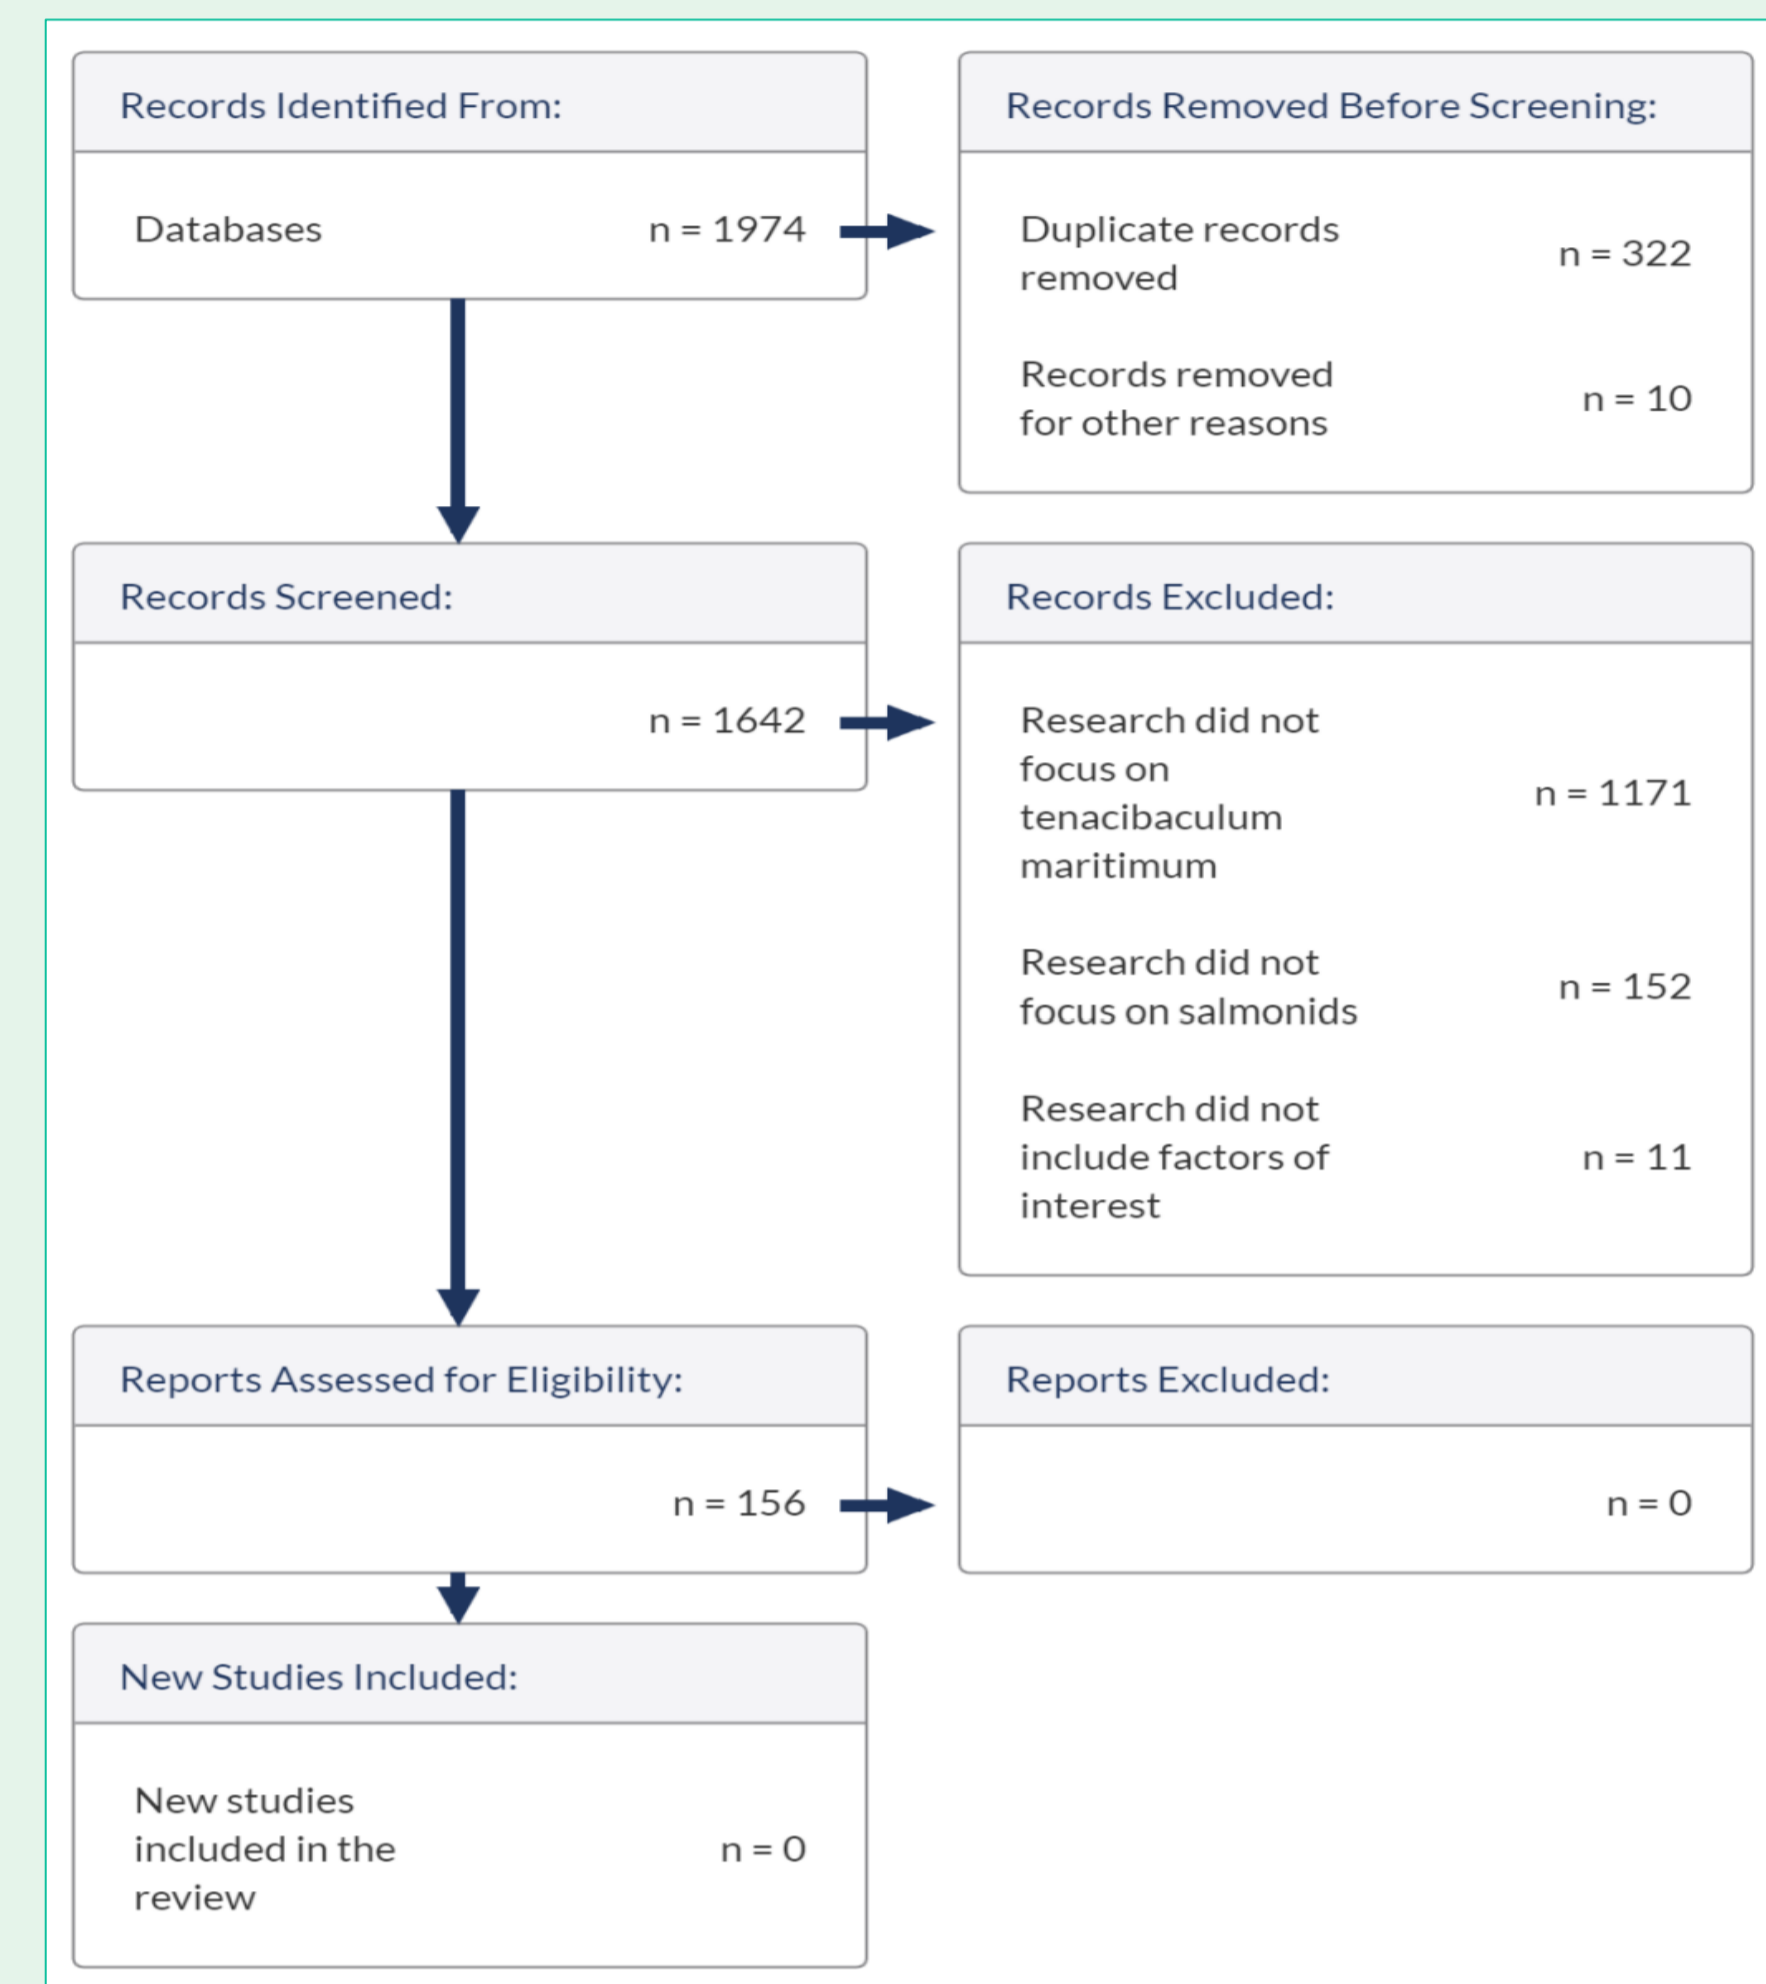 Records Identified From:
Databases n = 1974
Records Removed Before Screening:
Duplicate records
removed
n = 322
Records removed
for other reasons
n = 10
Records Screened:
n = 1642
Records Excluded:
Research did not
focus on
tenacibaculum
maritimum
n = 1171
Research did not
focus on salmonids
n = 152
Research did not
include factors of
interest
n = 11
Reports Assessed for Eligibility:
n = 156
Reports Excluded:
n = 0
New Studies Included:
New studies
included in the
review
n = 0